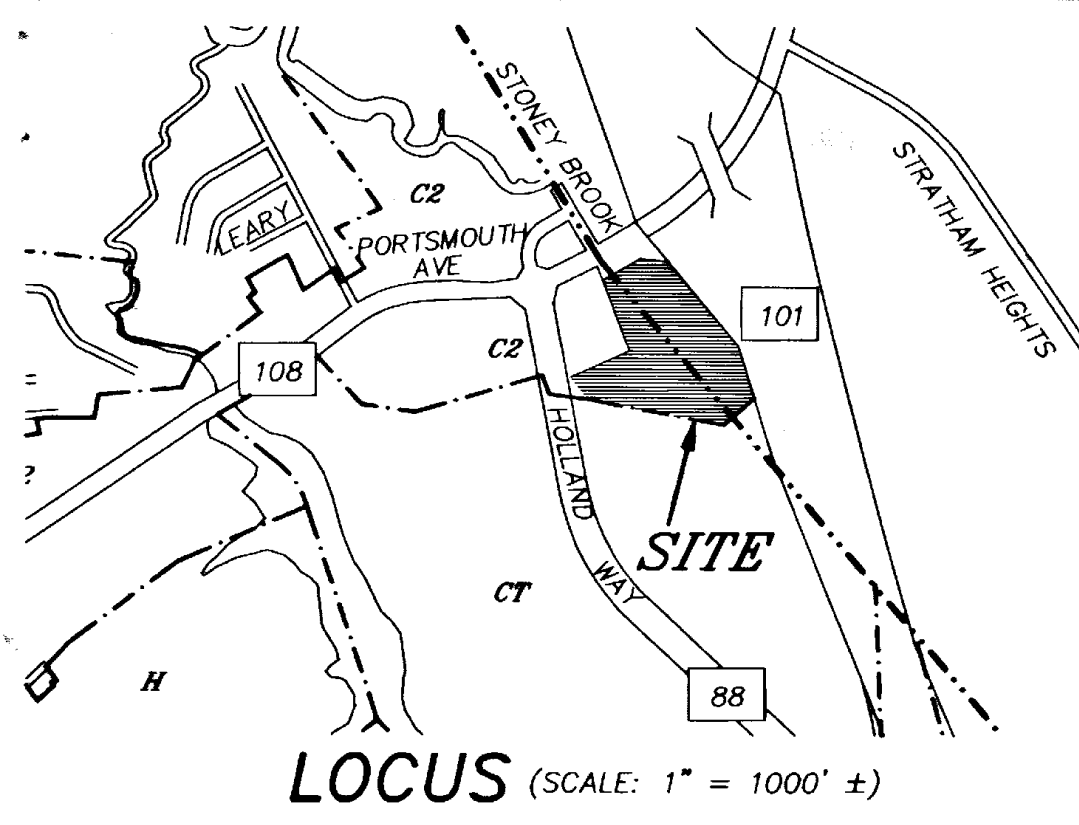 STONEY BROOK
STRATHAM HEIGHTS
C2
LEARY
PORTSMOUTH
AVE
101
C2
108
HOLLAND
WAY
SITE
CT
H
88
LOCUS (SCALE: 1" = 1000' ±)